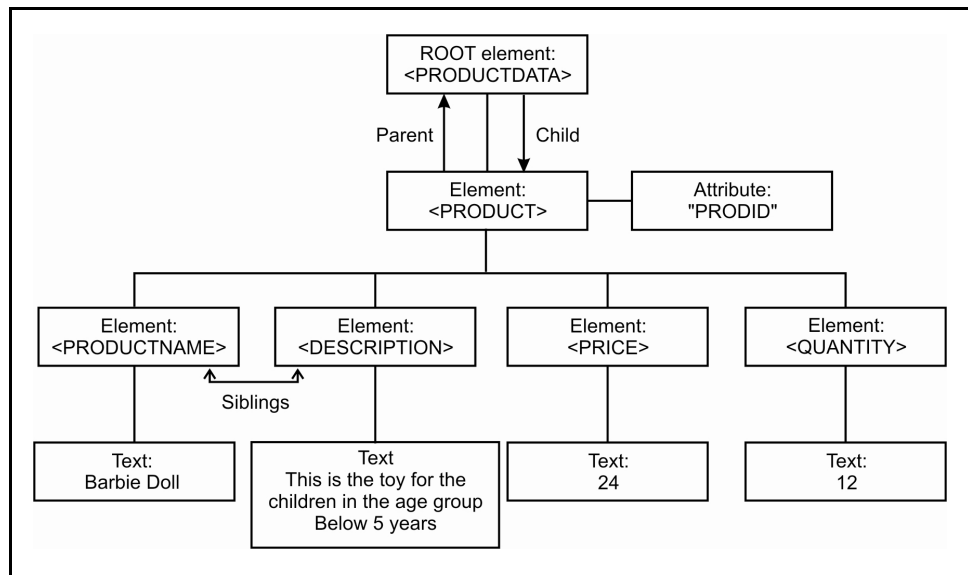 ROOT element:
<PRODUCTDATA>
Parent
Child
Element:
<PRODUCT>
Attribute:
"PRODID"
Element:
<PRODUCTNAME>
Element:
<DESCRIPTION>
Element:
<PRICE>
Element:
<QUANTITY>
Siblings
Text:
Barbie Doll
Text
This is the toy for the
children in the age group
Below 5 years
Text:
24
Text:
12